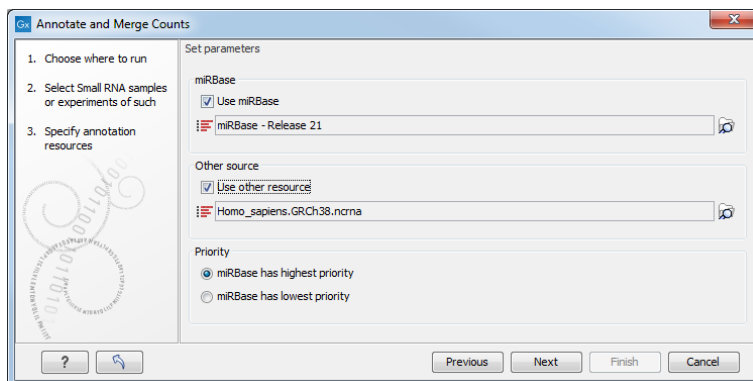 Gx Annotate and Merge Counts
1. Choose where to run
2. Select Small RNA samples
or experiments of such
3. Specify annotation
resources
Set parameters
miRBase
Use miRBase
miRBase - Release 21
Other source
Use other resource
Homo_sapiens.GRCh38.ncrna
Priority
miRBase has highest priority
miRBase has lowest priority
?
Previous
Next
Finish
Cancel